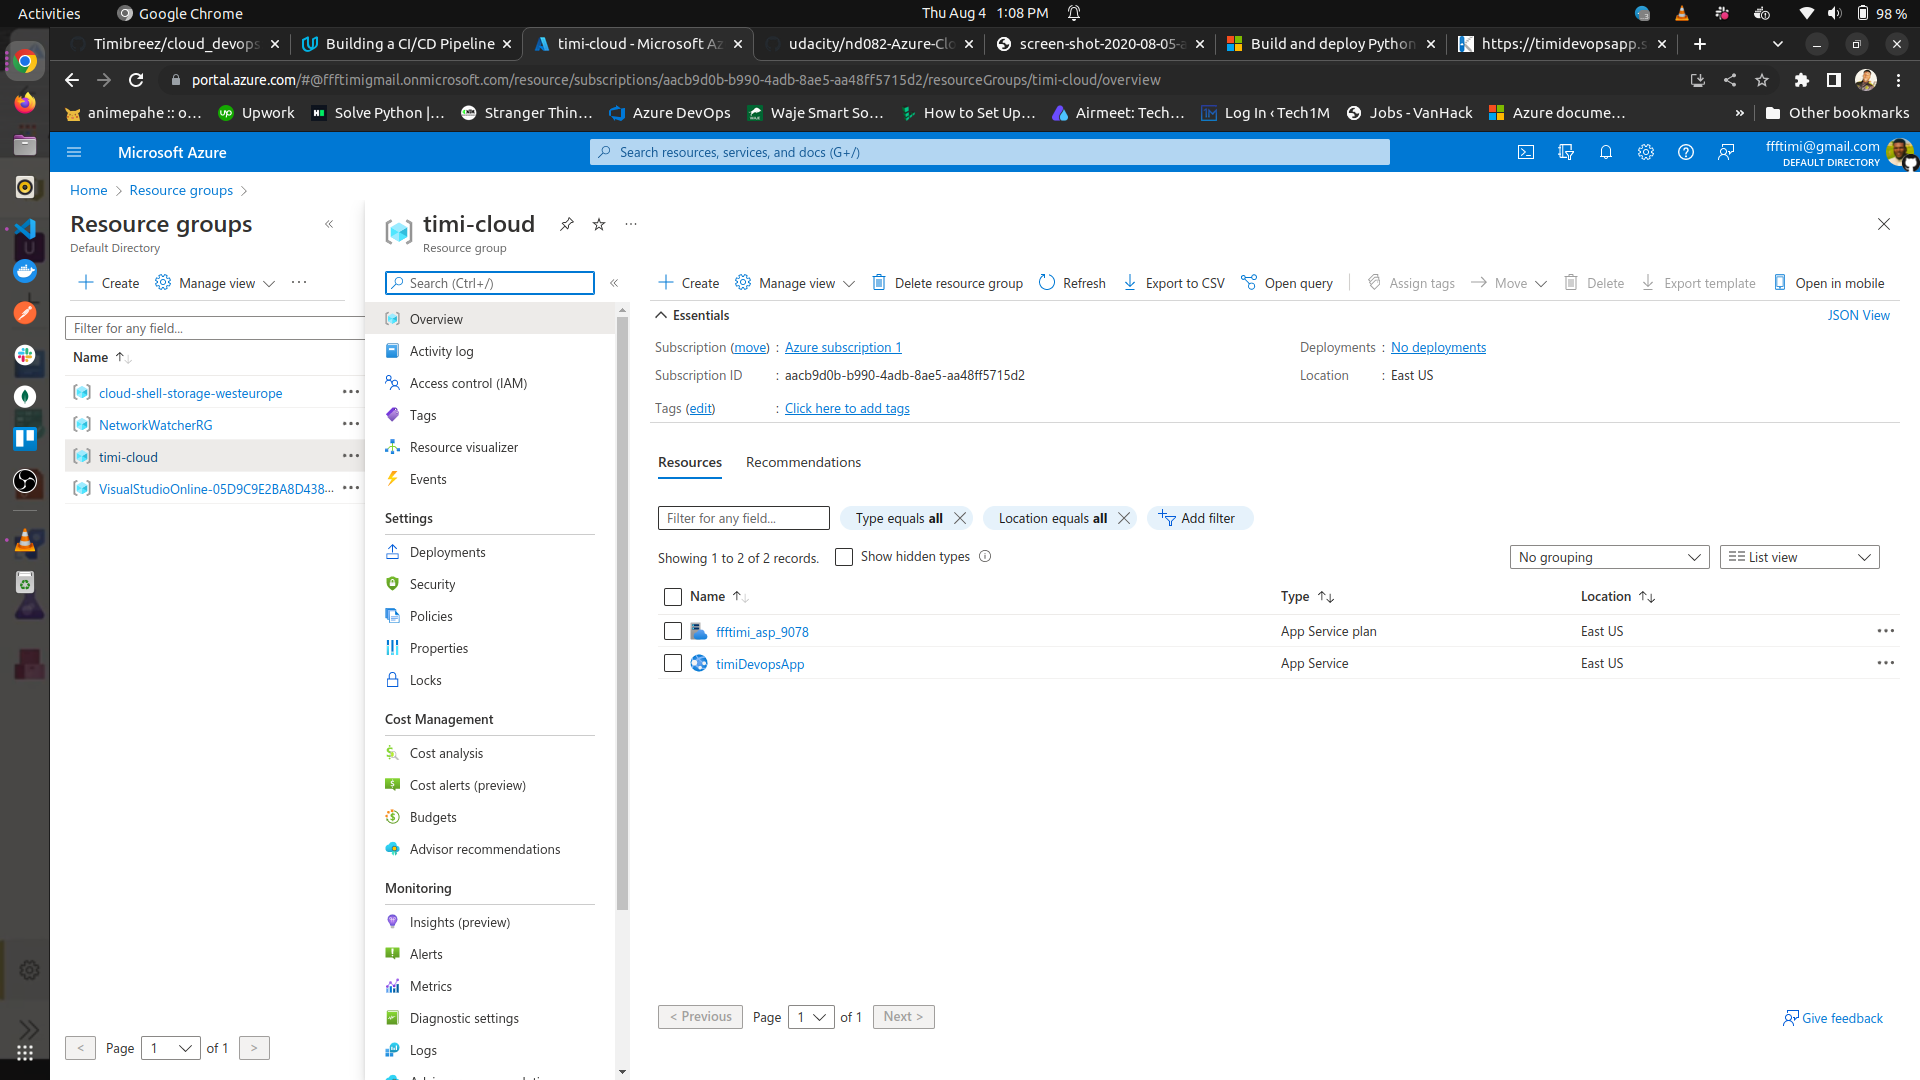 Activities
Google Chrome
Thu Aug 4 1:08 PM
98 %
Timibreez/cloud_devops
Building a CI/CD Pipeline
timi-cloud - Microsoft Az
udacity/nd082-Azure-Clo
screen-shot-2020-08-05-a
Build and deploy Python
https://timidevopsapp.s
portal.azure.com/#@ffftimigmail.onmicrosoft.com/resource/subscriptions/aacb9d0b-b990-4adb-8ae5-aa48ff5715d2/resourceGroups/timi-cloud/overview
animepahe :: o…
Upwork
Solve Python |…
Stranger Thin…
Azure DevOps
Waje Smart So…
How to Set Up…
Airmeet: Tech…
Log In ‹ Tech1M
Jobs - VanHack
Azure docume…
»
Other bookmarks
Microsoft Azure
Search resources, services, and docs (G+/)
ffftimi@gmail.com
DEFAULT DIRECTORY
Home > Resource groups >
Resource groups
Default Directory
Create
Manage view
Filter for any field...
Name
cloud-shell-storage-westeurope
NetworkWatcherRG
timi-cloud
VisualStudioOnline-05D9C9E2BA8D438...
< Page 1 of 1 >
timi-cloud
Resource group
Search (Ctrl+/)
Overview
Activity log
Access control (IAM)
Tags
Resource visualizer
Events
Settings
Deployments
Security
Policies
Properties
Locks
Cost Management
Cost analysis
Cost alerts (preview)
Budgets
Advisor recommendations
Monitoring
Insights (preview)
Alerts
Metrics
Diagnostic settings
Logs
Create
Manage view
Delete resource group
Refresh
Export to CSV
Open query
Assign tags
Move
Delete
Export template
Open in mobile
Essentials
JSON View
Subscription (move) : Azure subscription 1
Deployments : No deployments
Subscription ID : aacb9d0b-b990-4adb-8ae5-aa48ff5715d2
Location : East US
Tags (edit) : Click here to add tags
Resources
Recommendations
Filter for any field...
Type equals all
Location equals all
Add filter
Showing 1 to 2 of 2 records.
Show hidden types
No grouping
List view
Name Type Location
ffftimi_asp_9078 App Service plan East US
timiDevopsApp App Service East US
< Previous Page 1 of 1 Next >
Give feedback